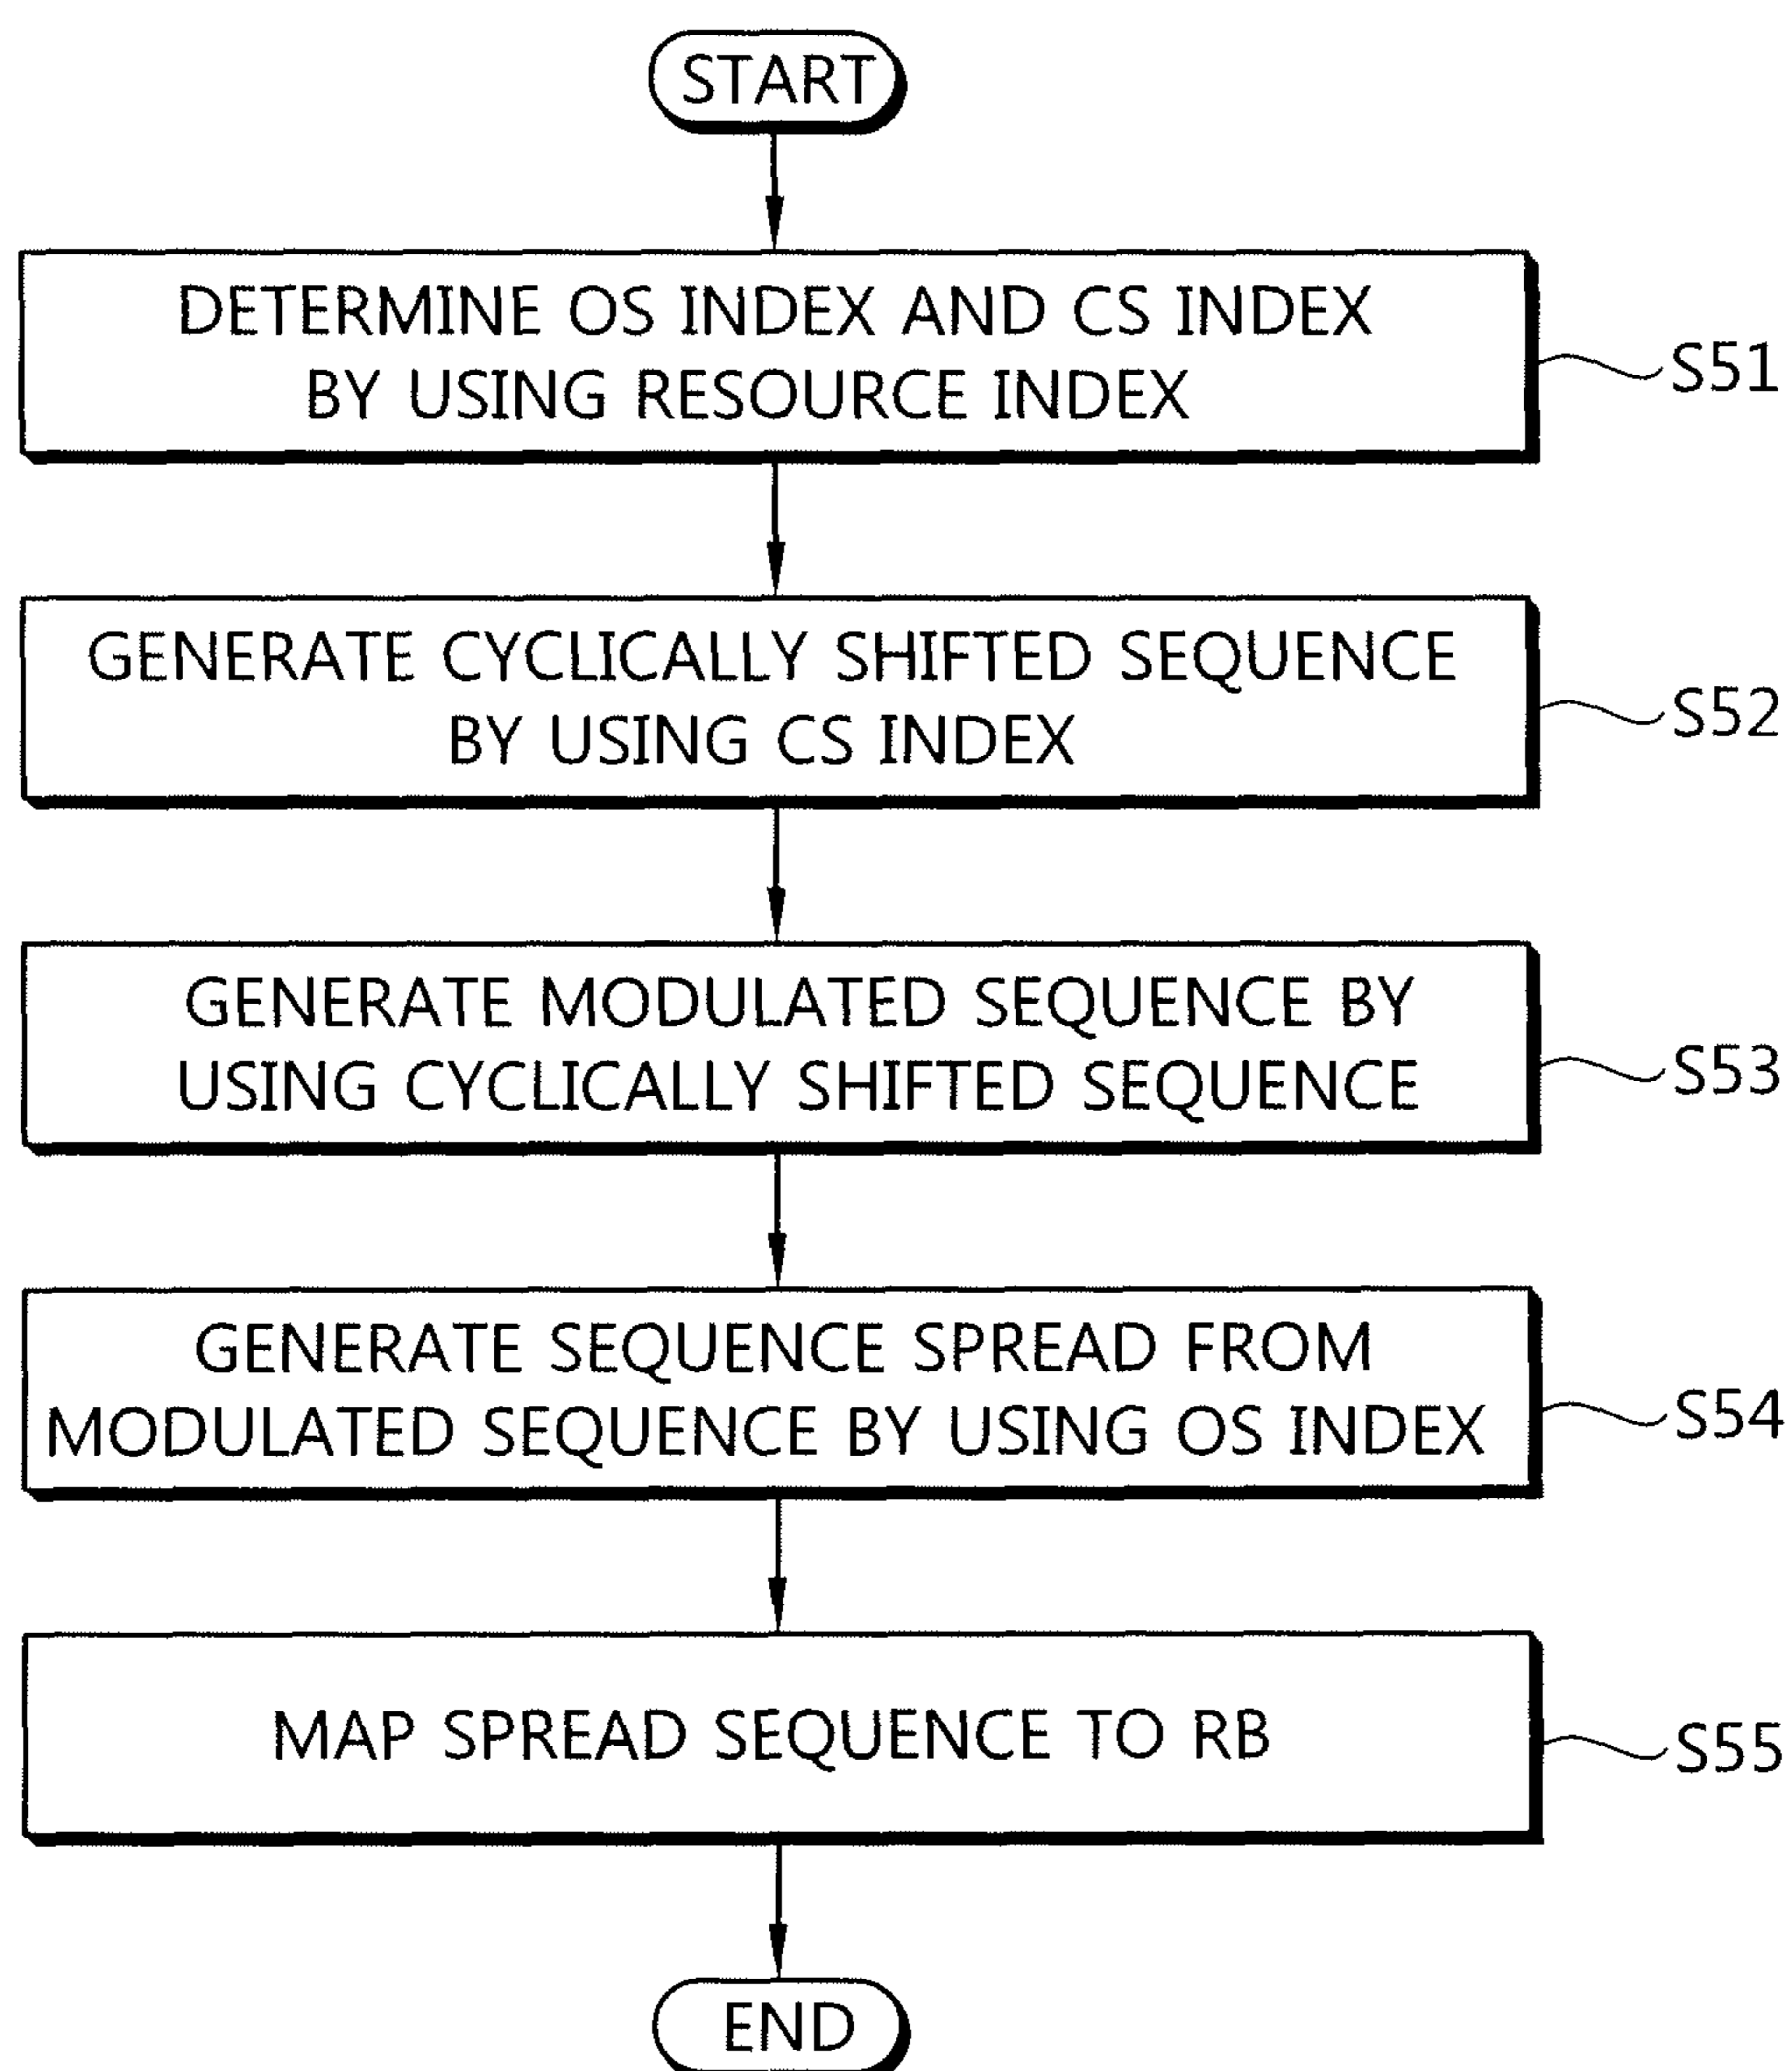 START
DETERMINE OS INDEX AND CS INDEX
BY USING RESOURCE INDEX
S51
GENERATE CYCLICALLY SHIFTED SEQUENCE
BY USING CS INDEX
S52
GENERATE MODULATED SEQUENCE BY
USING CYCLICALLY SHIFTED SEQUENCE
S53
GENERATE SEQUENCE SPREAD FROM
MODULATED SEQUENCE BY USING OS INDEX
S54
MAP SPREAD SEQUENCE TO RB
S55
END